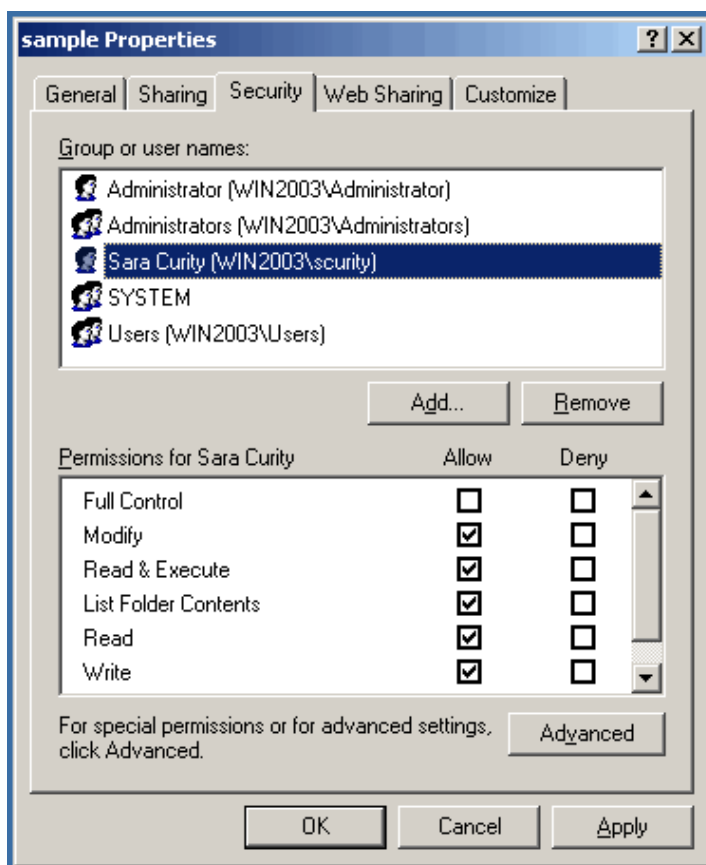 sample Properties
General Sharing Security Web Sharing Customize
Group or user names:
Administrator (WIN2003\Administrator)
Administrators (WIN2003\Administrators)
Sara Curity (WIN2003\scurity)
SYSTEM
Users (WIN2003\Users)
Add... Remove
Permissions for Sara Curity Allow Deny
Full Control
Modify
Read & Execute
List Folder Contents
Read
Write
For special permissions or for advanced settings,
click Advanced.
Advanced
OK Cancel Apply